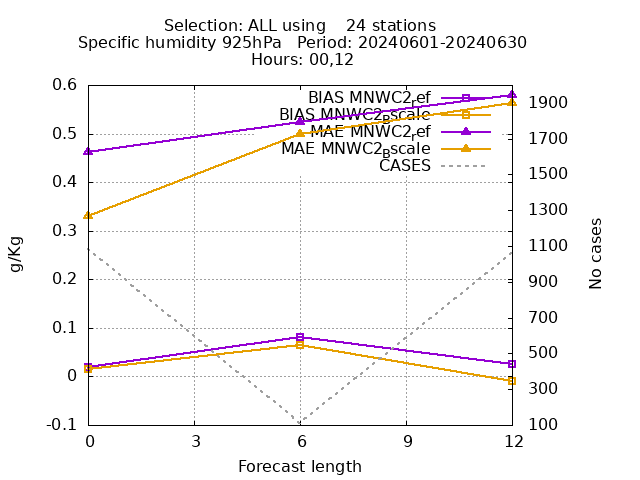 Selection: ALL using    24 stations
Specific humidity 925hPa   Period: 20240601-20240630
Hours: 00,12
BIAS MNWC2_ref
BIAS MNWC2_Bscale
MAE MNWC2_ref
MAE MNWC2_Bscale
CASES
0.6
0.5
0.4
0.3
0.2
0.1
0
-0.1
g/Kg
1900
1700
1500
1300
1100
900
700
500
300
100
No cases
0 3 6 9 12
Forecast length